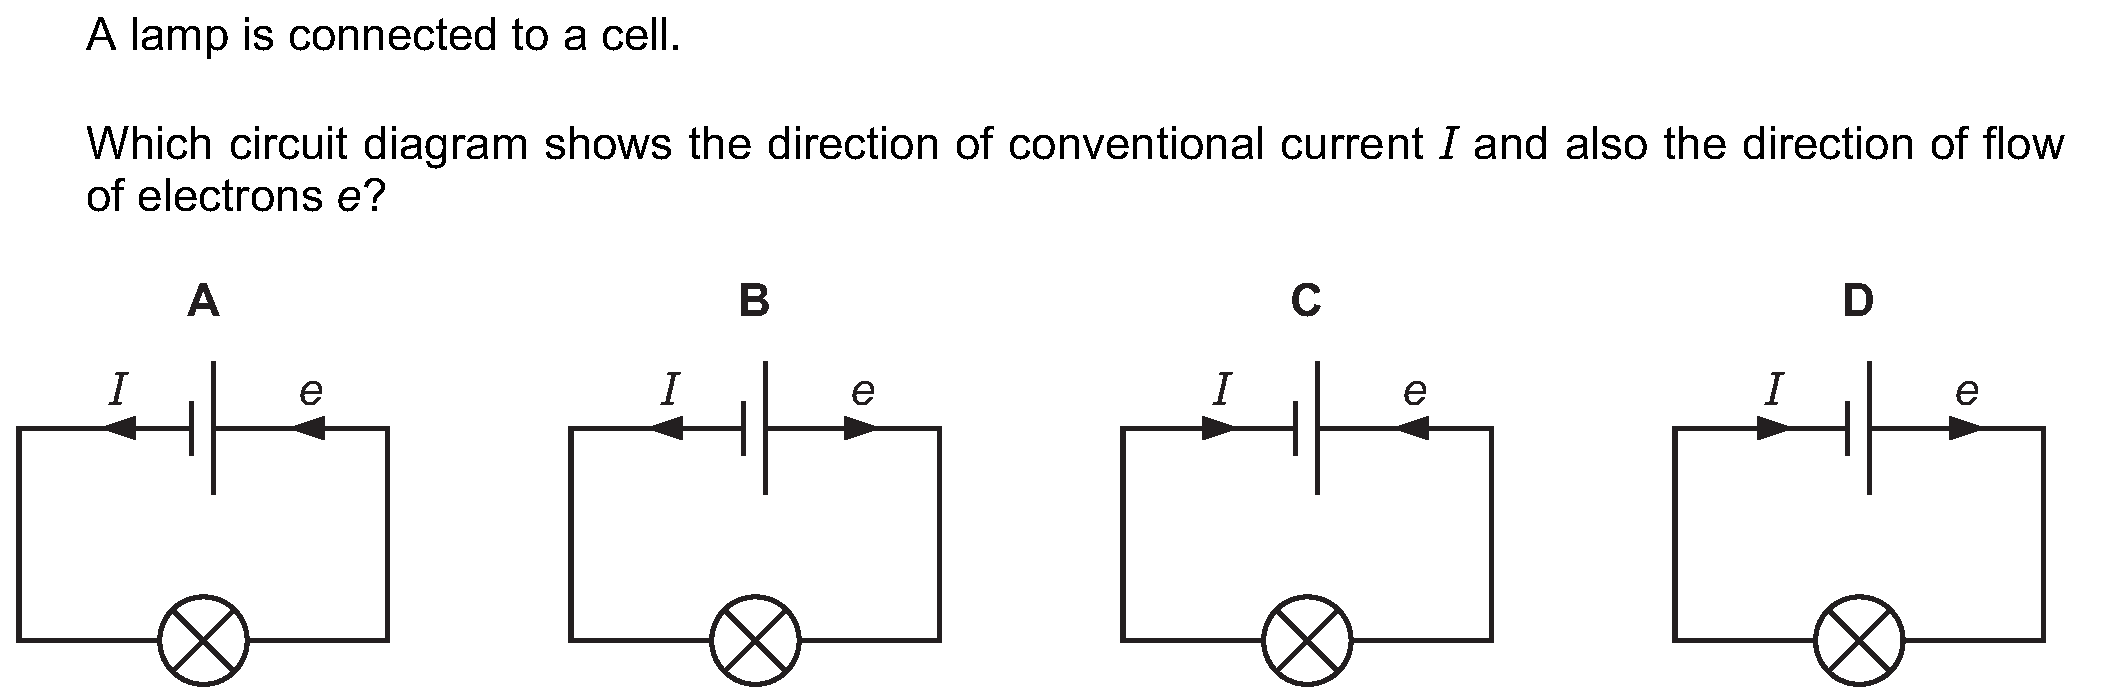 A lamp is connected to a cell.
Which circuit diagram shows the direction of conventional current I and also the direction of flow
of electrons e?
A B C D
I e I e I e I e